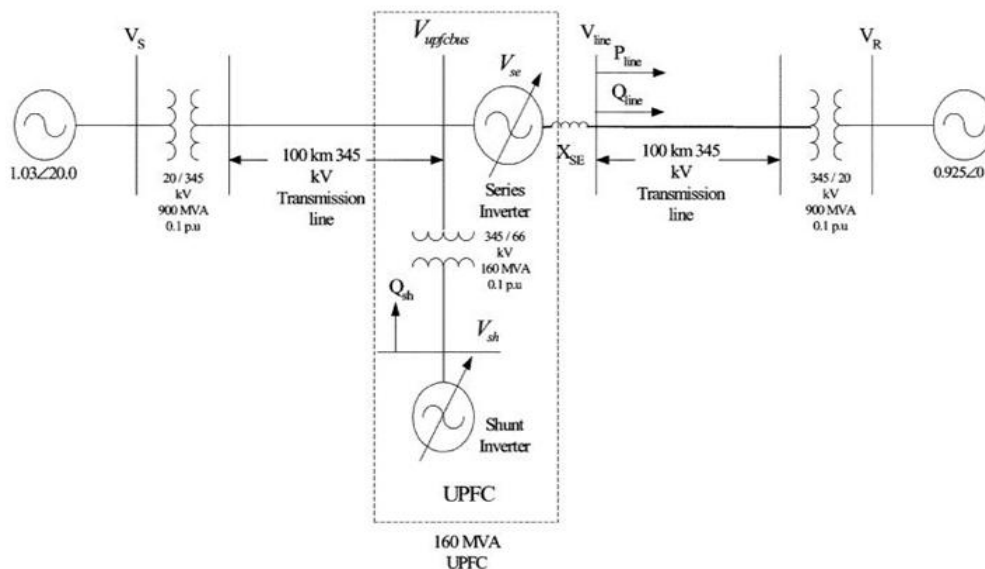 V_S
V_upfcbus
V_se
V_line
P_line
Q_line
V_R
1.03∠20.0
20 / 345
kV
900 MVA
0.1 p.u
100 km 345
kV
Transmission
line
Series
Inverter
X_SE
100 km 345
kV
Transmission
line
345 / 20
kV
900 MVA
0.1 p.u
0.925∠0
345 / 66
kV
160 MVA
0.1 p.u
Q_sh
V_sh
Shunt
Inverter
UPFC
160 MVA
UPFC